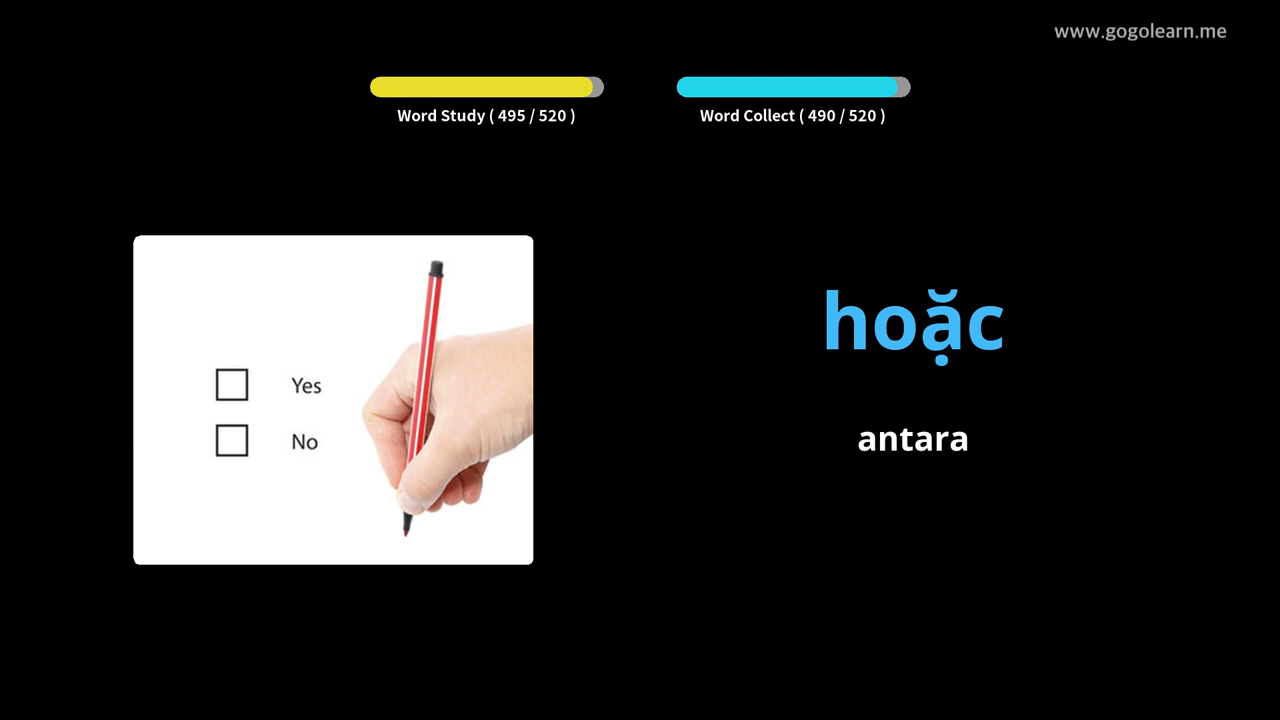 www.gogolearn.me
Word Study ( 495 / 520 )
Word Collect ( 490 / 520 )
Yes
No
hoặc
antara